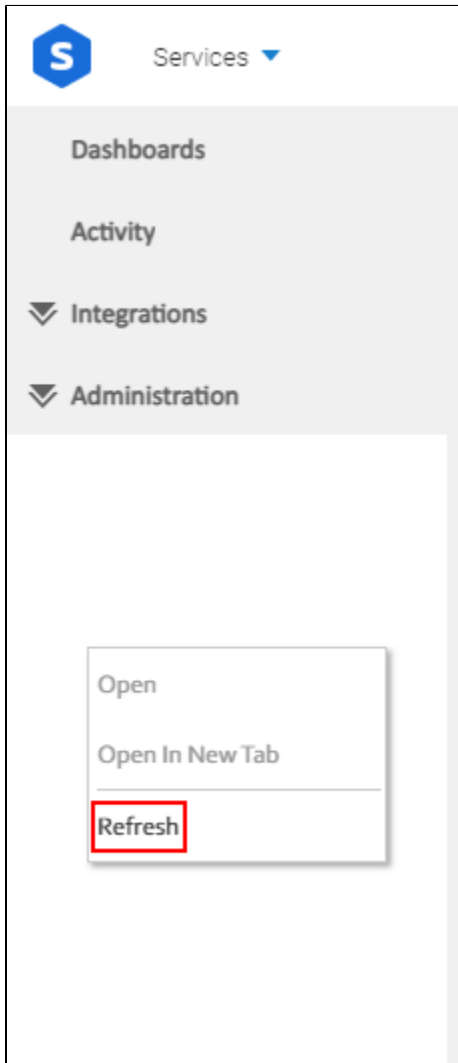 S
Services
Dashboards
Activity
Integrations
Administration
Open
Open In New Tab
Refresh